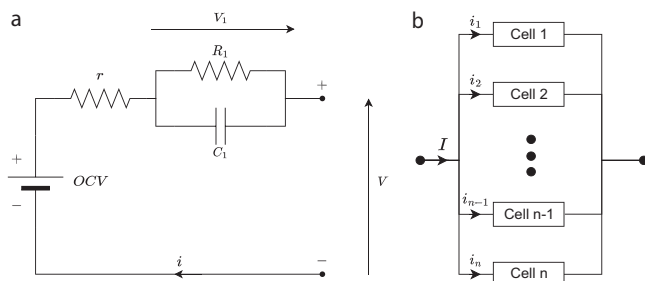 a
V₁
R₁
r
+
C₁
+
OCV
−
V
i
−
b
i₁
Cell 1
i₂
Cell 2
I
iₙ₋₁
Cell n-1
iₙ
Cell n